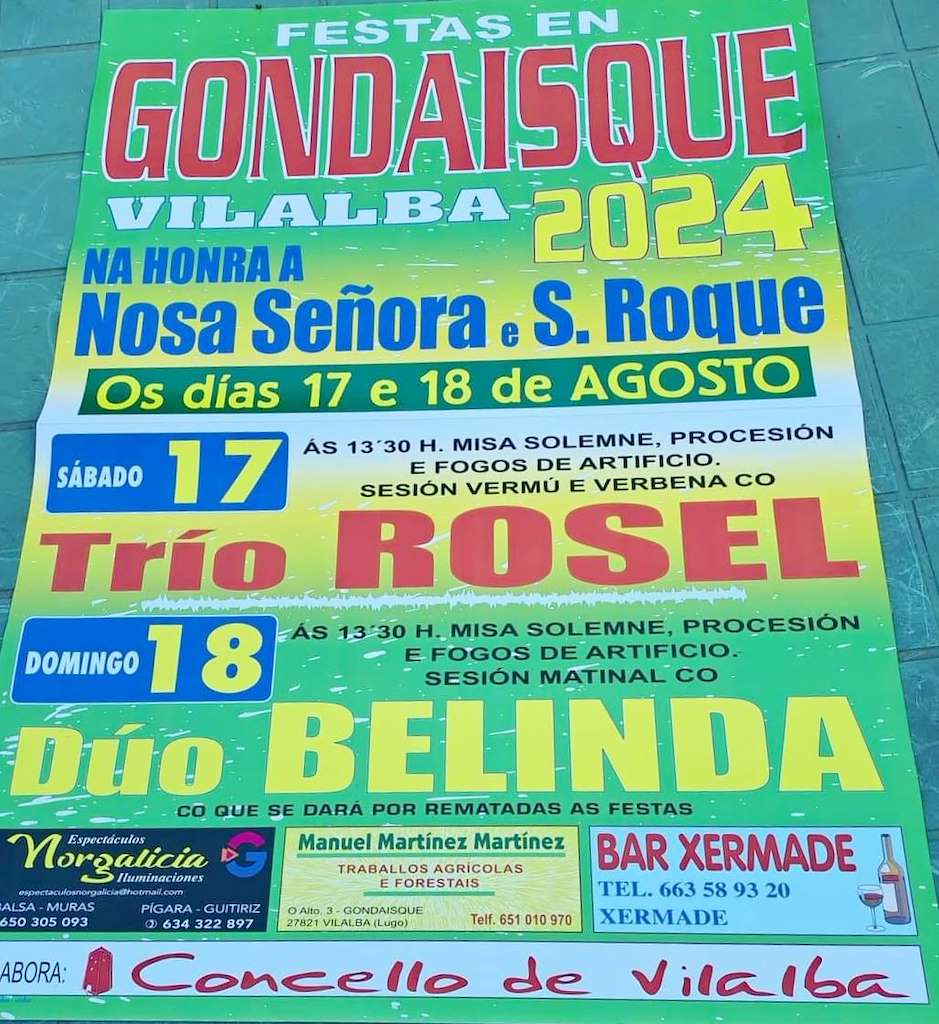 FESTAS EN
GONDAISQUE
VILALBA 2024
NA HONRA A
Nosa Señora e S. Roque
Os días 17 e 18 de AGOSTO
SÁBADO 17
ÁS 13´30 H. MISA SOLEMNE, PROCESIÓN
E FOGOS DE ARTIFICIO.
SESIÓN VERMÚ E VERBENA CO
Trío ROSEL
DOMINGO 18
ÁS 13´30 H. MISA SOLEMNE, PROCESIÓN
E FOGOS DE ARTIFICIO.
SESIÓN MATINAL CO
Dúo BELINDA
CO QUE SE DARÁ POR REMATADAS AS FESTAS
Espectáculos
Norgalicia
Iluminaciones
espectaculosnorgalicia@hotmail.com
BALSA - MURAS
650 305 093
PÍGARA - GUITIRIZ
634 322 897
Manuel Martínez Martínez
TRABALLOS AGRÍCOLAS
E FORESTAIS
O Alto, 3 - GONDAISQUE
27821 VILALBA (Lugo)
Telf. 651 010 970
BAR XERMADE
TEL. 663 58 93 20
XERMADE
ABORA:
Concello de Vilalba